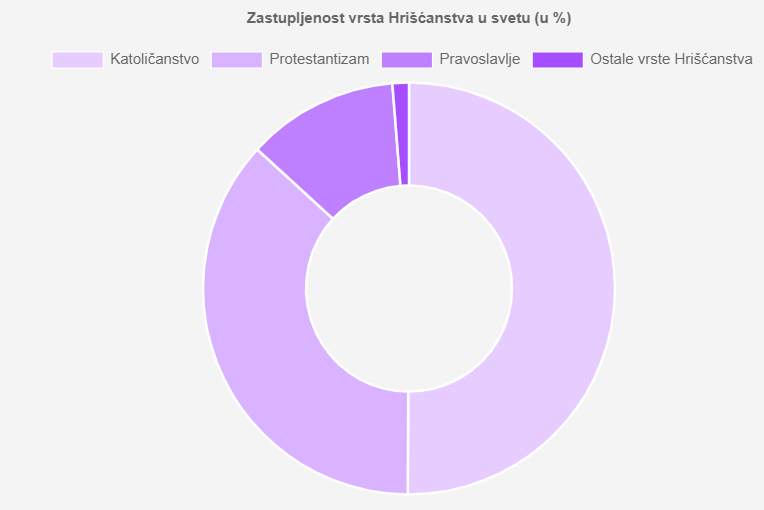 Zastupljenost vrsta Hrišćanstva u svetu (u %)
Katoličanstvo Protestantizam Pravoslavlje Ostale vrste Hrišćanstva